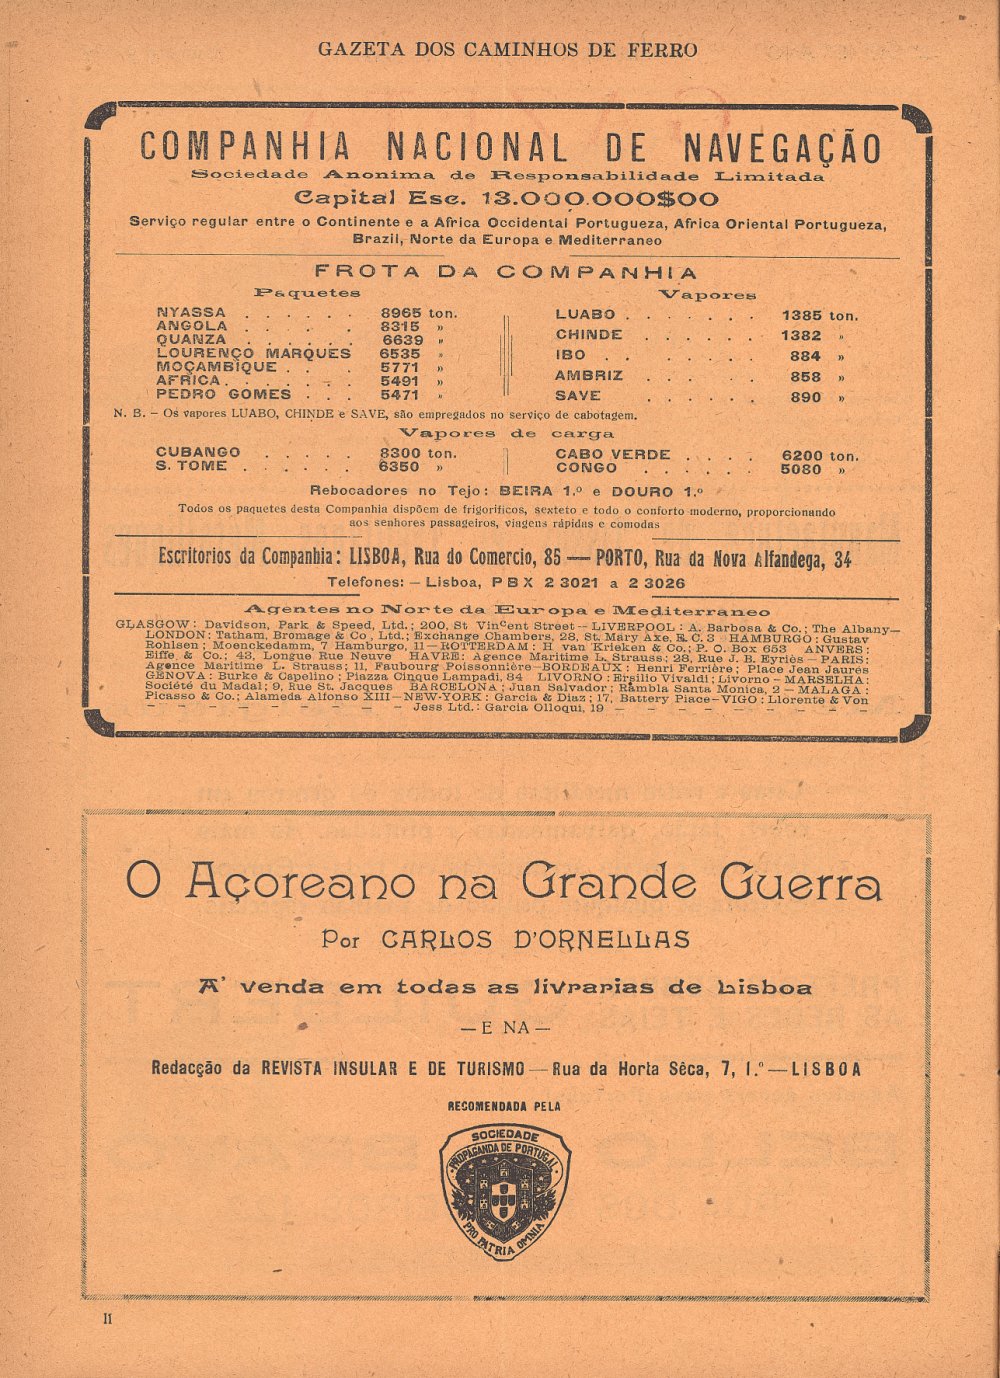 GAZETA DOS CAMINHOS DE FERRO
COMPANHIA NACIONAL DE NAVEGAÇÃO
Sociedade Anonima de Responsabilidade Limitada
Capital Esc. 13.000.000$00
Serviço regular entre o Continente e a Africa Occidental Portugueza, Africa Oriental Portugueza,
Brazil, Norte da Europa e Mediterraneo
FROTA DA COMPANHIA
Paquetes
NYASSA . . . . . . 8965 ton.
ANGOLA . . . . . 8315 »
QUANZA . . . . . . 6639 »
LOURENÇO MARQUES 6535 »
MOÇAMBIQUE . . . 5771 »
AFRICA . . . . . . 5491 »
PEDRO GOMES . . . 5471 »
Vapores
LUABO . . . . . . . 1385 ton.
CHINDE . . . . . . 1382 »
IBO . . . . . . . 884 »
AMBRIZ . . . . . . 858 »
SAVE . . . . . . 890 »
N. B. – Os vapores LUABO, CHINDE e SAVE, são empregados no serviço de cabotagem.
Vapores de carga
CUBANGO . . . . . 8300 ton.
S. TOME . . . . . . 6350 »
CABO VERDE . . . . 6200 ton.
CONGO . . . . . . 5080 »
Rebocadores no Tejo: BEIRA 1.º e DOURO 1.º
Todos os paquetes desta Companhia dispõem de frigorificos, sexteto e todo o conforto moderno, proporcionando
aos senhores passageiros, viagens rápidas e comodas
Escritorios da Companhia: LISBOA, Rua do Comercio, 85 — PORTO, Rua da Nova Alfandega, 34
Telefones: – Lisboa, P B X 2 3021 a 2 3026
Agentes no Norte da Europa e Mediterraneo
GLASGOW: Davidson, Park & Speed, Ltd.; 200, St Vincent Street – LIVERPOOL: A. Barbosa & Co.; The Albany—
LONDON: Tatham, Bromage & Co, Ltd.; Exchange Chambers, 28, St. Mary Axe, E. C. 3 HAMBURGO: Gustav
Rohlsen; Moenckedamm, 7 Hamburgo, 11—ROTTERDAM: H van Krieken & Co.; P. O. Box 653 ANVERS:
Eiffe & Co.; 43, Longue Rue Neuve HAVRE: Agence Maritime L. Strauss; 28, Rue J. B. Eyriès — PARIS:
Agence Maritime L. Strauss; 11, Faubourg Poissonnière—BORDEAUX: Henri Ferrière; Place Jean Jaurés
GENOVA: Burke & Capelino; Piazza Cinque Lampadi, 84 LIVORNO: Ersilio Vivaldi; Livorno – MARSELHA:
Société du Madal; 9, Rue St. Jacques BARCELONA; Juan Salvador; Rambla Santa Monica, 2 – MALAGA:
Picasso & Co.; Alameda Alfonso XIII—NEW-YORK: Garcia & Diaz; 17, Battery Place—VIGO: Llorente & Von
Jess Ltd.: Garcia Olloqui, 19
O Açoreano na Grande Guerra
Por CARLOS D'ORNELLAS
A' venda em todas as livrarias de Lisboa
— E NA —
Redacção da REVISTA INSULAR E DE TURISMO — Rua da Horta Sêca, 7, 1.º — LISBOA
RECOMENDADA PELA
SOCIEDADE
PROPAGANDA DE PORTUGAL
PRO PATRIA OMNIA
II